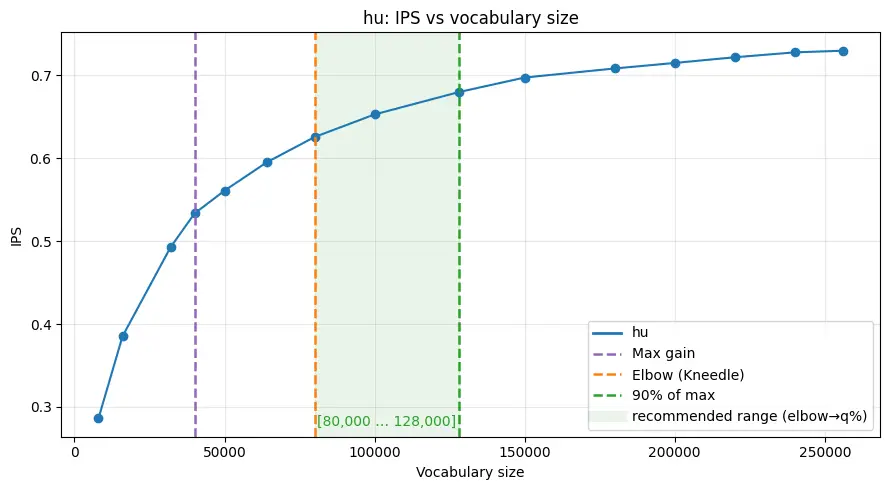 hu: IPS vs vocabulary size
IPS
0.7
0.6
0.5
0.4
0.3
[80,000 ... 128,000]
hu
Max gain
Elbow (Kneedle)
90% of max
recommended range (elbow→q%)
0 50000 100000 150000 200000 250000
Vocabulary size